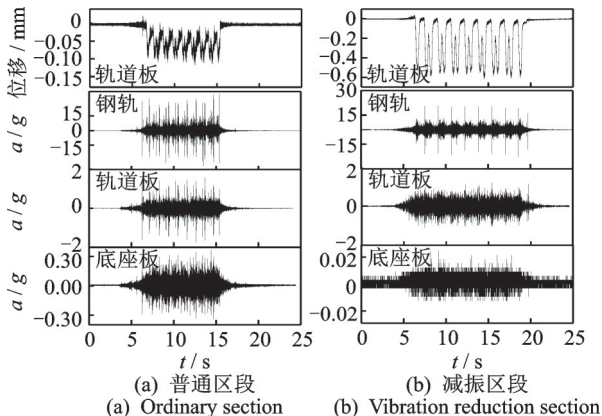 位移 / mm
0
−0.05
−0.10
−0.15
轨道板
0
−0.2
−0.4
−0.6
轨道板
a / g
15
0
−15
钢轨
30
15
−15
钢轨
a / g
2
0
−2
轨道板
2
0
−2
轨道板
a / g
0.30
0.00
−0.30
底座板
0.02
0
−0.02
底座板
0 5 10 15 20 25
0 5 10 15 20 25
t / s
t / s
(a) 普通区段
(b) 减振区段
(a) Ordinary section
(b) Vibration reduction section